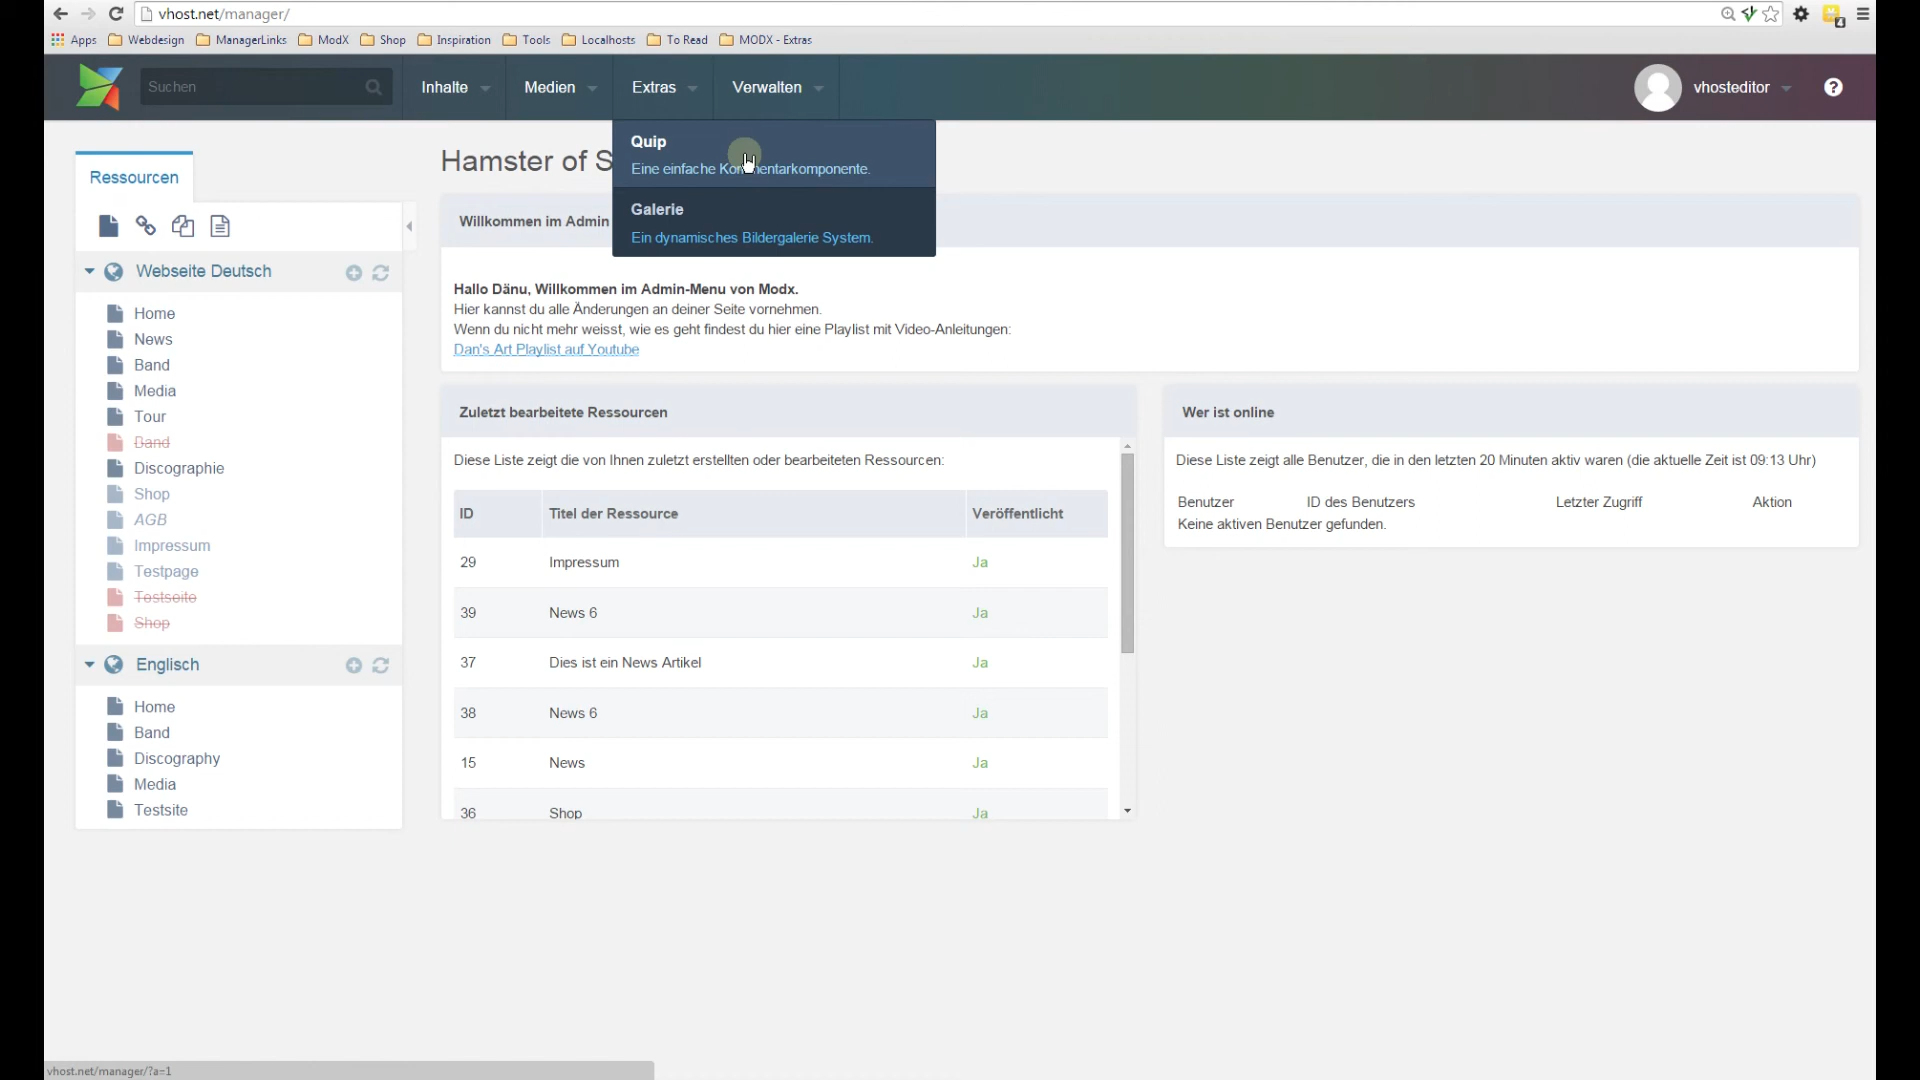 vhost.net/manager/
Apps Webdesign ManagerLinks ModX Shop Inspiration Tools Localhosts To Read MODX - Extras
Suchen Inhalte Medien Extras Verwalten vhosteditor ?
Quip
Eine einfache Kommentarkomponente.
Galerie
Ein dynamisches Bildergalerie System.
Ressourcen
Webseite Deutsch
Home
News
Band
Media
Tour
Band
Discographie
Shop
AGB
Impressum
Testpage
Testseite
Shop
Englisch
Home
Band
Discography
Media
Testsite
Hamster of S
Willkommen im Admin
Hallo Dänu, Willkommen im Admin-Menu von Modx.
Hier kannst du alle Änderungen an deiner Seite vornehmen.
Wenn du nicht mehr weisst, wie es geht findest du hier eine Playlist mit Video-Anleitungen:
Dan's Art Playlist auf Youtube
Zuletzt bearbeitete Ressourcen
Diese Liste zeigt die von Ihnen zuletzt erstellten oder bearbeiteten Ressourcen:
ID Titel der Ressource Veröffentlicht
29 Impressum Ja
39 News 6 Ja
37 Dies ist ein News Artikel Ja
38 News 6 Ja
15 News Ja
36 Shop Ja
Wer ist online
Diese Liste zeigt alle Benutzer, die in den letzten 20 Minuten aktiv waren (die aktuelle Zeit ist 09:13 Uhr)
Benutzer ID des Benutzers Letzter Zugriff Aktion
Keine aktiven Benutzer gefunden.
vhost.net/manager/?a=1